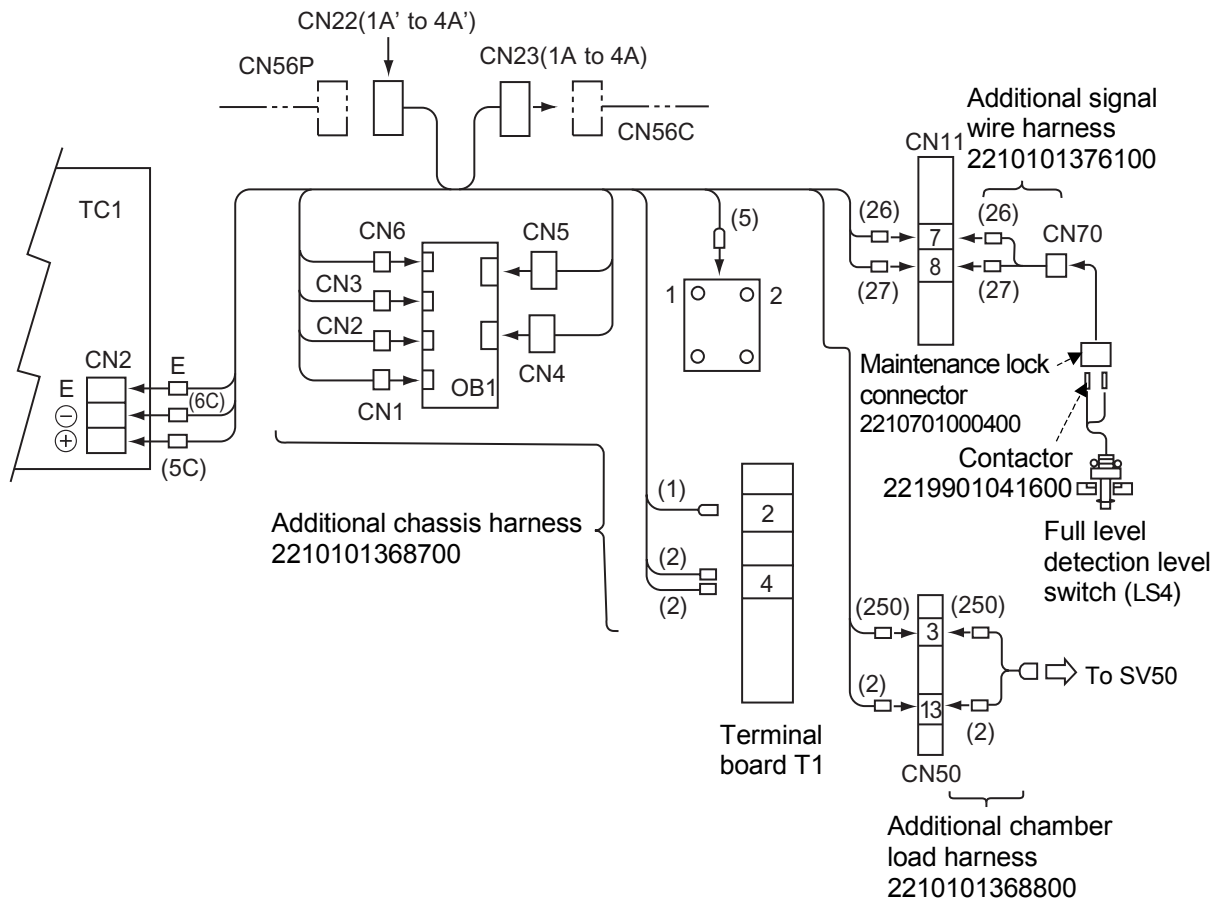 CN22(1A' to 4A')
CN56P
CN23(1A to 4A)
CN56C
Additional signal
wire harness
2210101376100
CN11
TC1
(26)
(26)
7
CN70
8
(27)
(27)
(5)
1
2
CN6
CN5
CN3
CN2
CN4
CN1
OB1
CN2
E
E
(6C)
−
+
(5C)
Maintenance lock
connector
2210701000400
Contactor
2219901041600
Full level
detection level
switch (LS4)
Additional chassis harness
2210101368700
(1)
2
(2)
4
(2)
Terminal
board T1
(250)
(250)
3
To SV50
(2)
13
(2)
CN50
Additional chamber
load harness
2210101368800